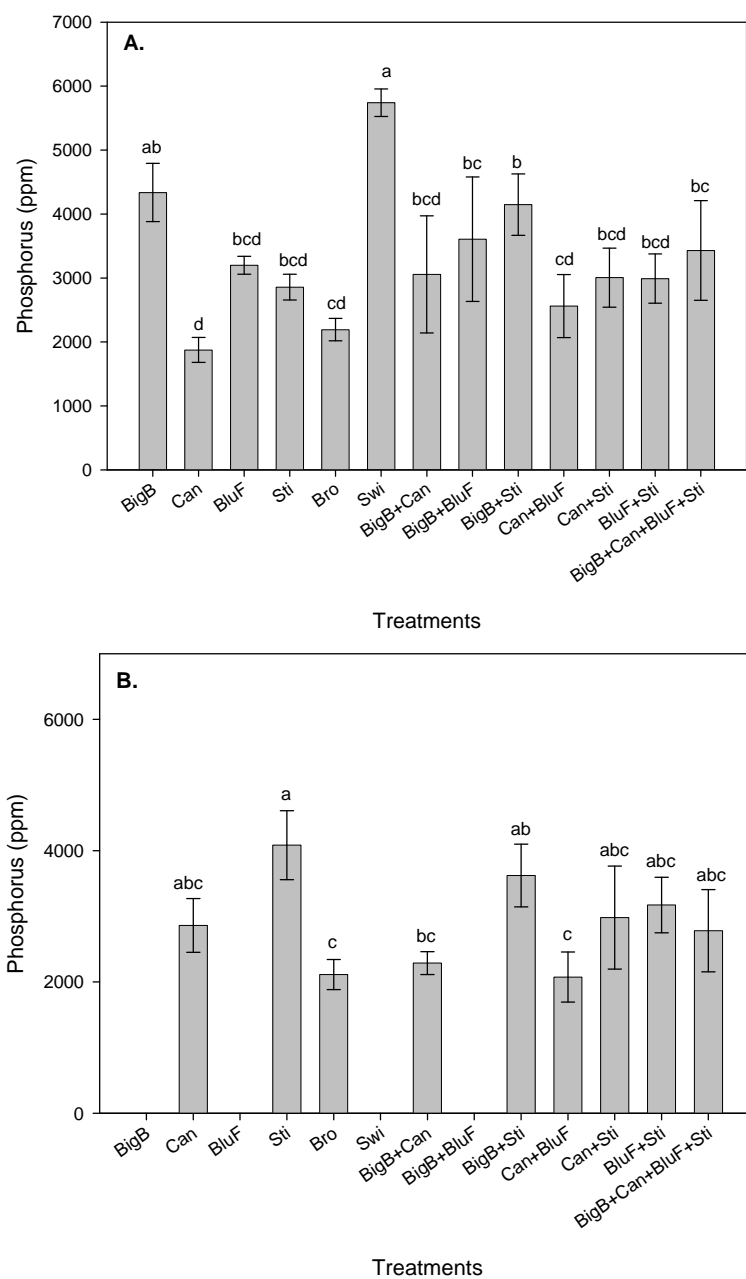 A.
Phosphorus (ppm)
7000
6000
5000
4000
3000
2000
1000
0
ab
d
bcd
bcd
cd
a
bcd
bc
b
cd
bcd
bcd
bc
BigB
Can
BluF
Sti
Bro
Swi
BigB+Can
BigB+BluF
BigB+Sti
Can+BluF
Can+Sti
BluF+Sti
BigB+Can+BluF+Sti
Treatments
B.
Phosphorus (ppm)
6000
4000
2000
0
abc
a
c
bc
ab
c
abc
abc
abc
BigB
Can
BluF
Sti
Bro
Swi
BigB+Can
BigB+BluF
BigB+Sti
Can+BluF
Can+Sti
BluF+Sti
BigB+Can+BluF+Sti
Treatments